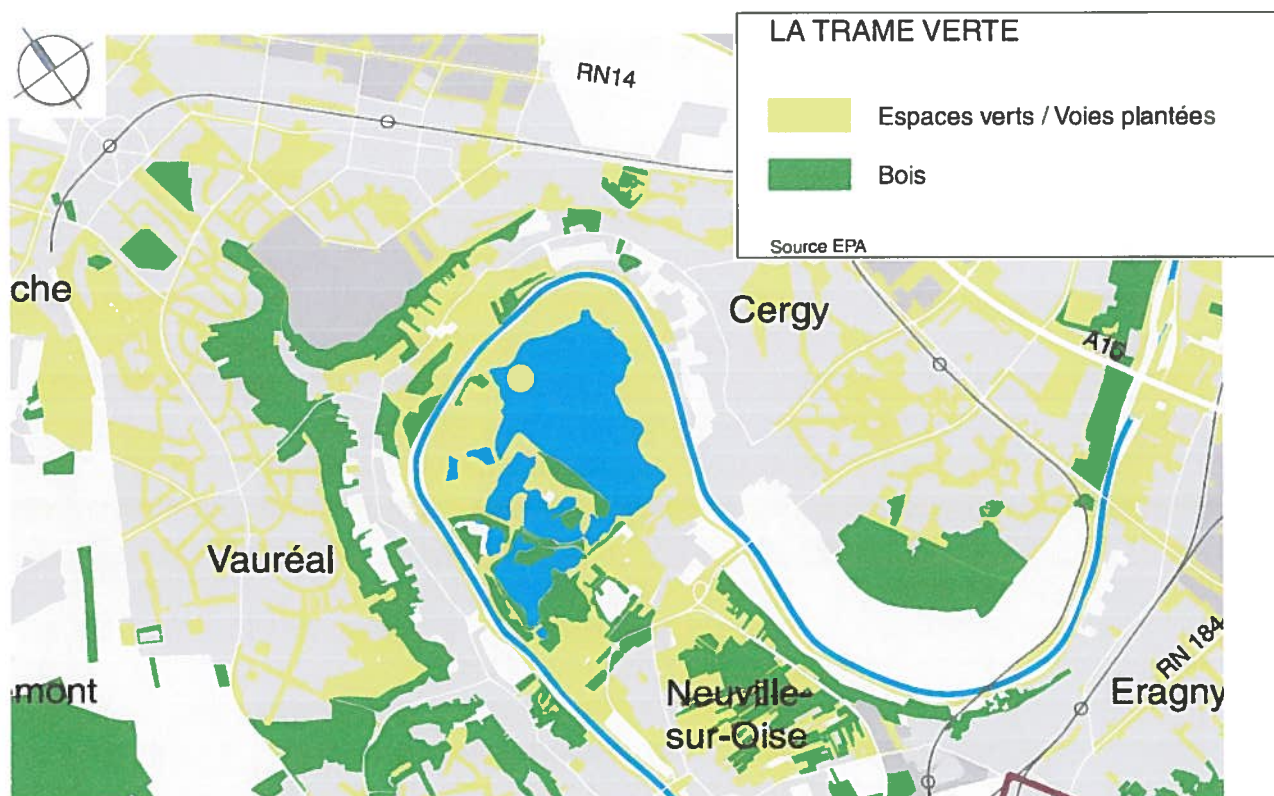 LA TRAME VERTE
Espaces verts / Voies plantées
Bois
Source EPA
RN14
che
Cergy
A15
Vauréal
mont
Neuville-
sur-Oise
RN 184
Eragny